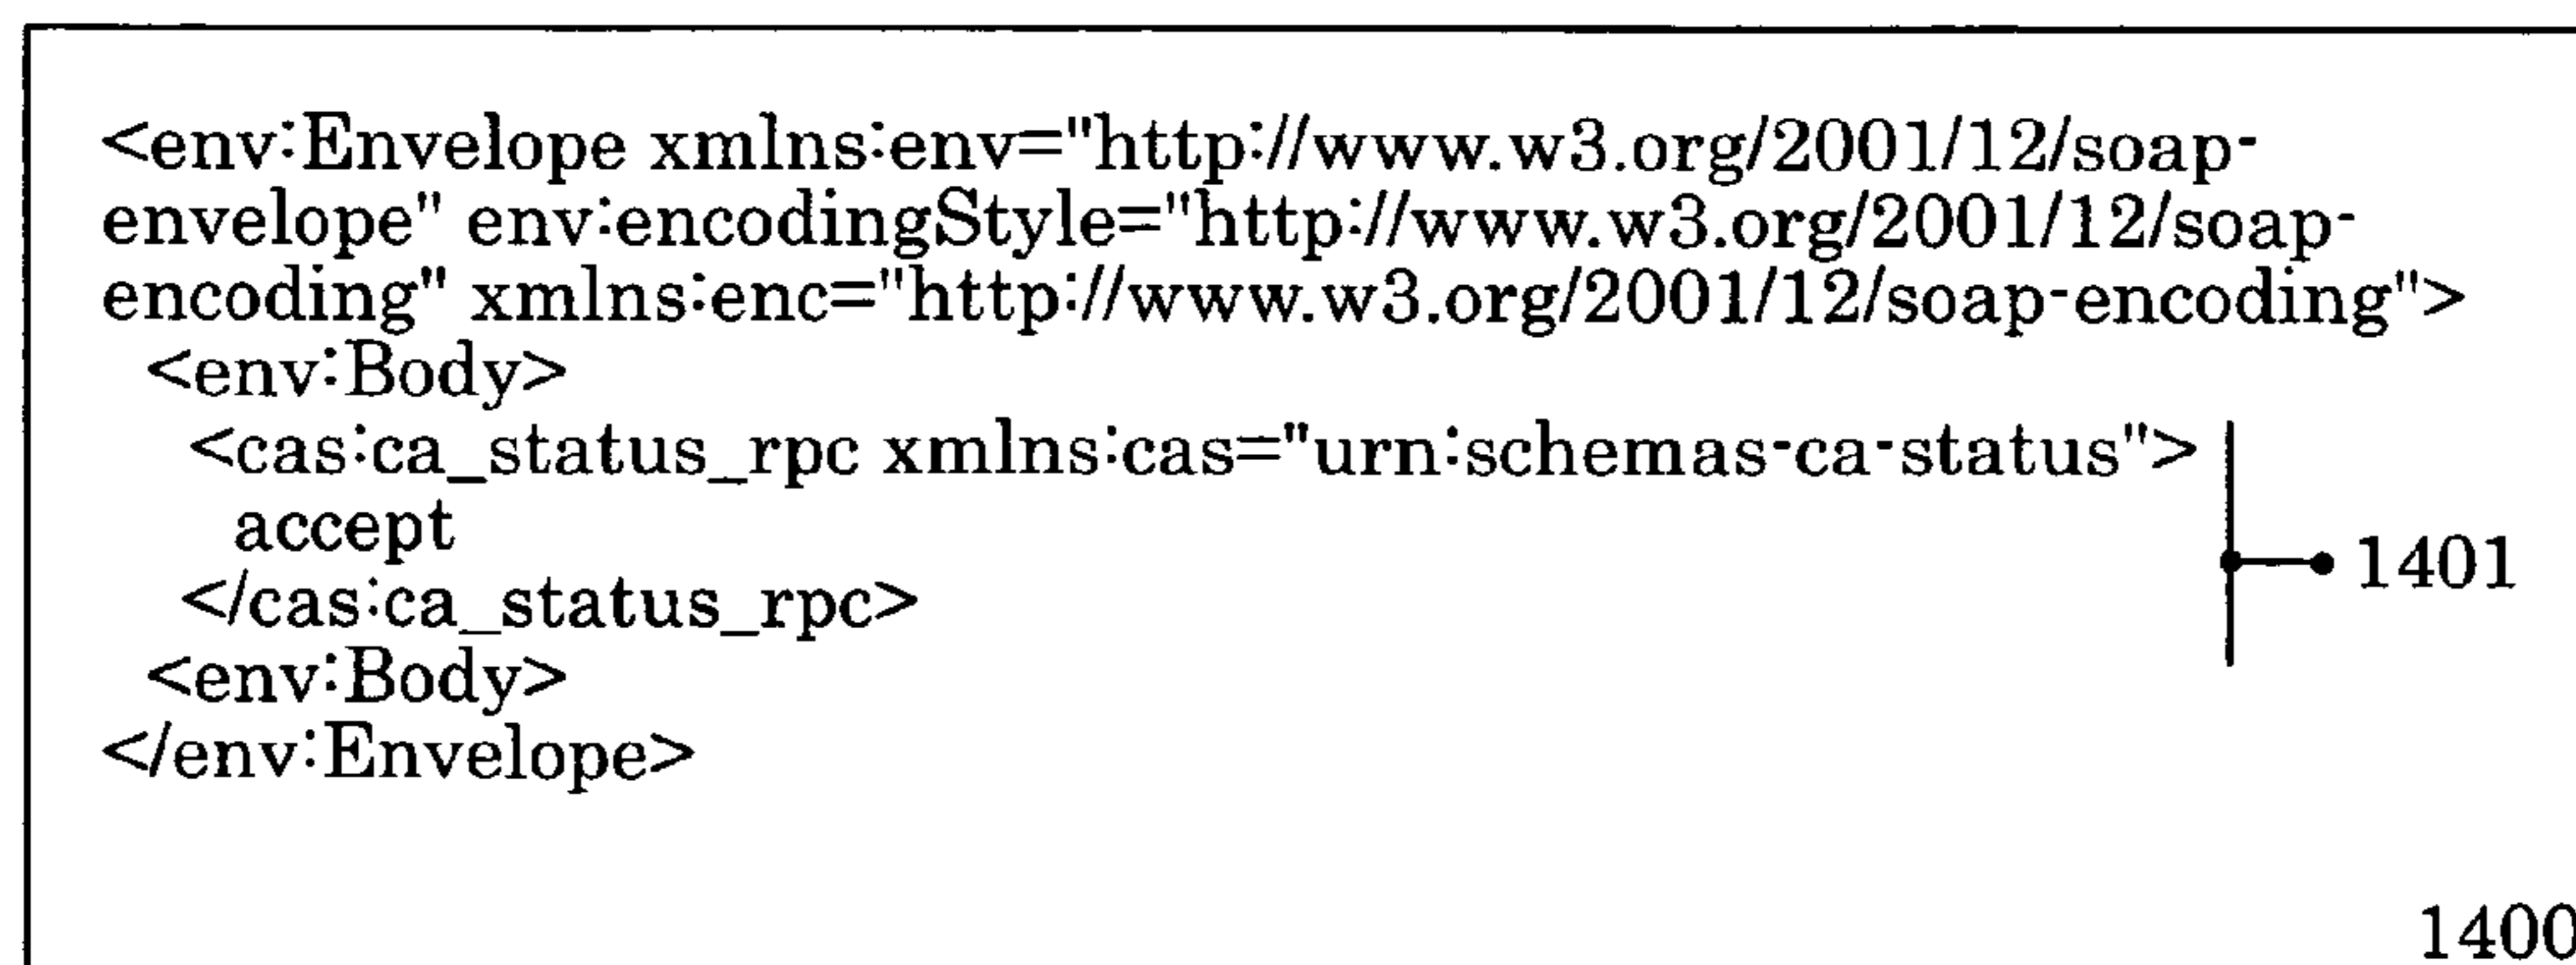 <env:Envelope xmlns:env="http://www.w3.org/2001/12/soap-
envelope" env:encodingStyle="http://www.w3.org/2001/12/soap-
encoding" xmlns:enc="http://www.w3.org/2001/12/soap-encoding">
<env:Body>
<cas:ca_status_rpc xmlns:cas="urn:schemas-ca-status">
accept
1401
</cas:ca_status_rpc>
<env:Body>
</env:Envelope>
1400